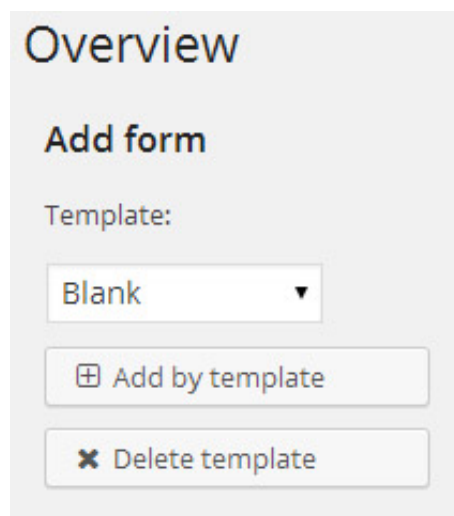 Overview
Add form
Template:
Blank
Add by template
Delete template